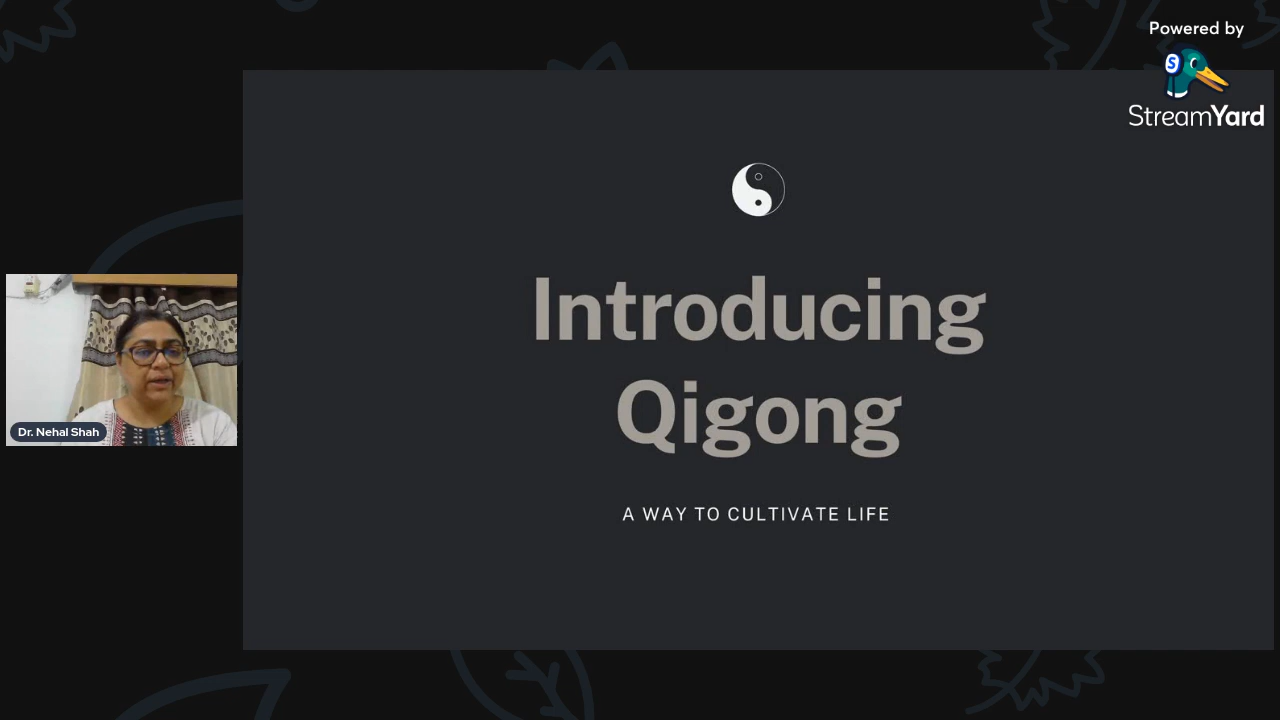 Powered by
S
StreamYard
Introducing
Qigong
A WAY TO CULTIVATE LIFE
Dr. Nehal Shah